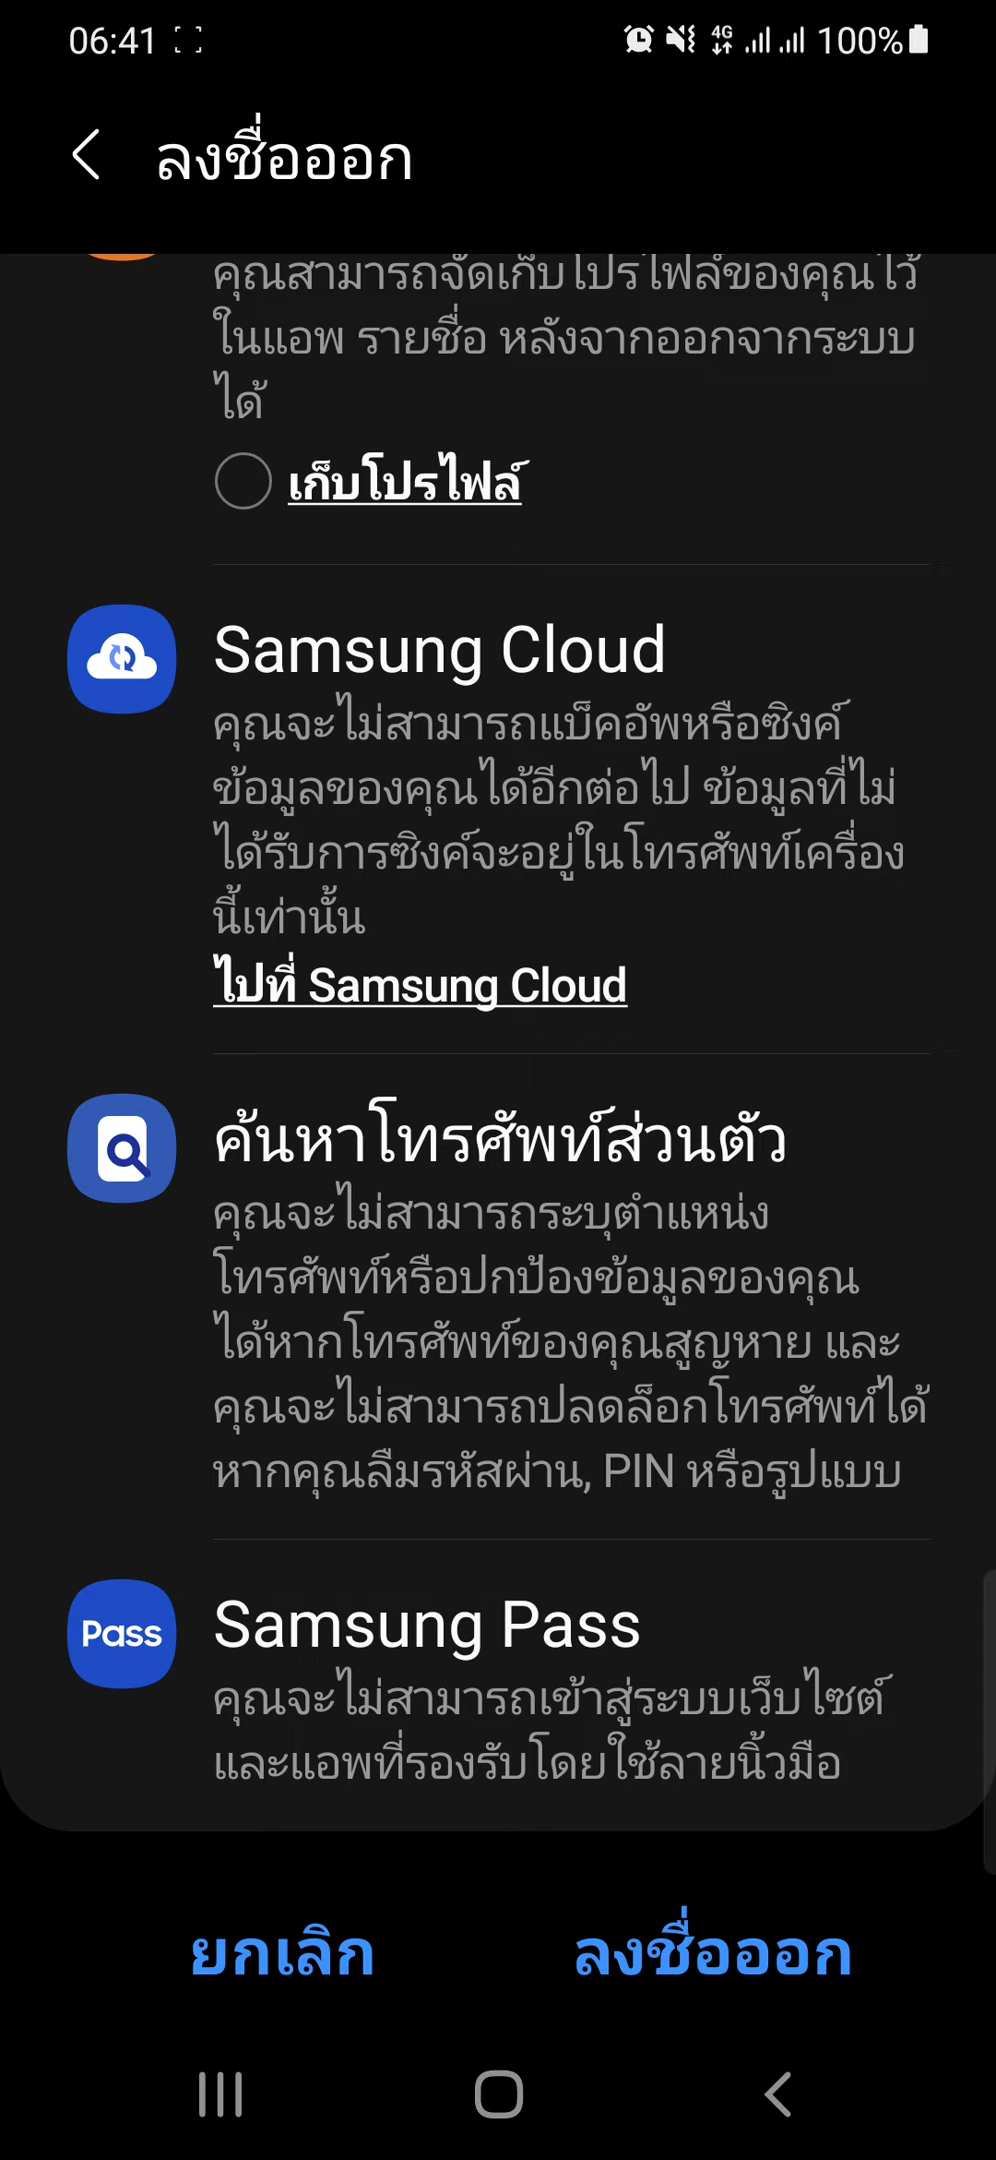 06:41 4G 100%
ลงชื่อออก
คุณสามารถจัดเก็บโปรไฟล์ของคุณไว้
ในแอพ รายชื่อ หลังจากออกจากระบบ
ได้
เก็บโปรไฟล์
Samsung Cloud
คุณจะไม่สามารถแบ็คอัพหรือซิงค์
ข้อมูลของคุณได้อีกต่อไป ข้อมูลที่ไม่
ได้รับการซิงค์จะอยู่ในโทรศัพท์เครื่อง
นี้เท่านั้น
ไปที่ Samsung Cloud
ค้นหาโทรศัพท์ส่วนตัว
คุณจะไม่สามารถระบุตำแหน่ง
โทรศัพท์หรือปกป้องข้อมูลของคุณ
ได้หากโทรศัพท์ของคุณสูญหาย และ
คุณจะไม่สามารถปลดล็อกโทรศัพท์ได้
หากคุณลืมรหัสผ่าน, PIN หรือรูปแบบ
Pass Samsung Pass
คุณจะไม่สามารถเข้าสู่ระบบเว็บไซต์
และแอพที่รองรับโดยใช้ลายนิ้วมือ
ยกเลิก ลงชื่อออก